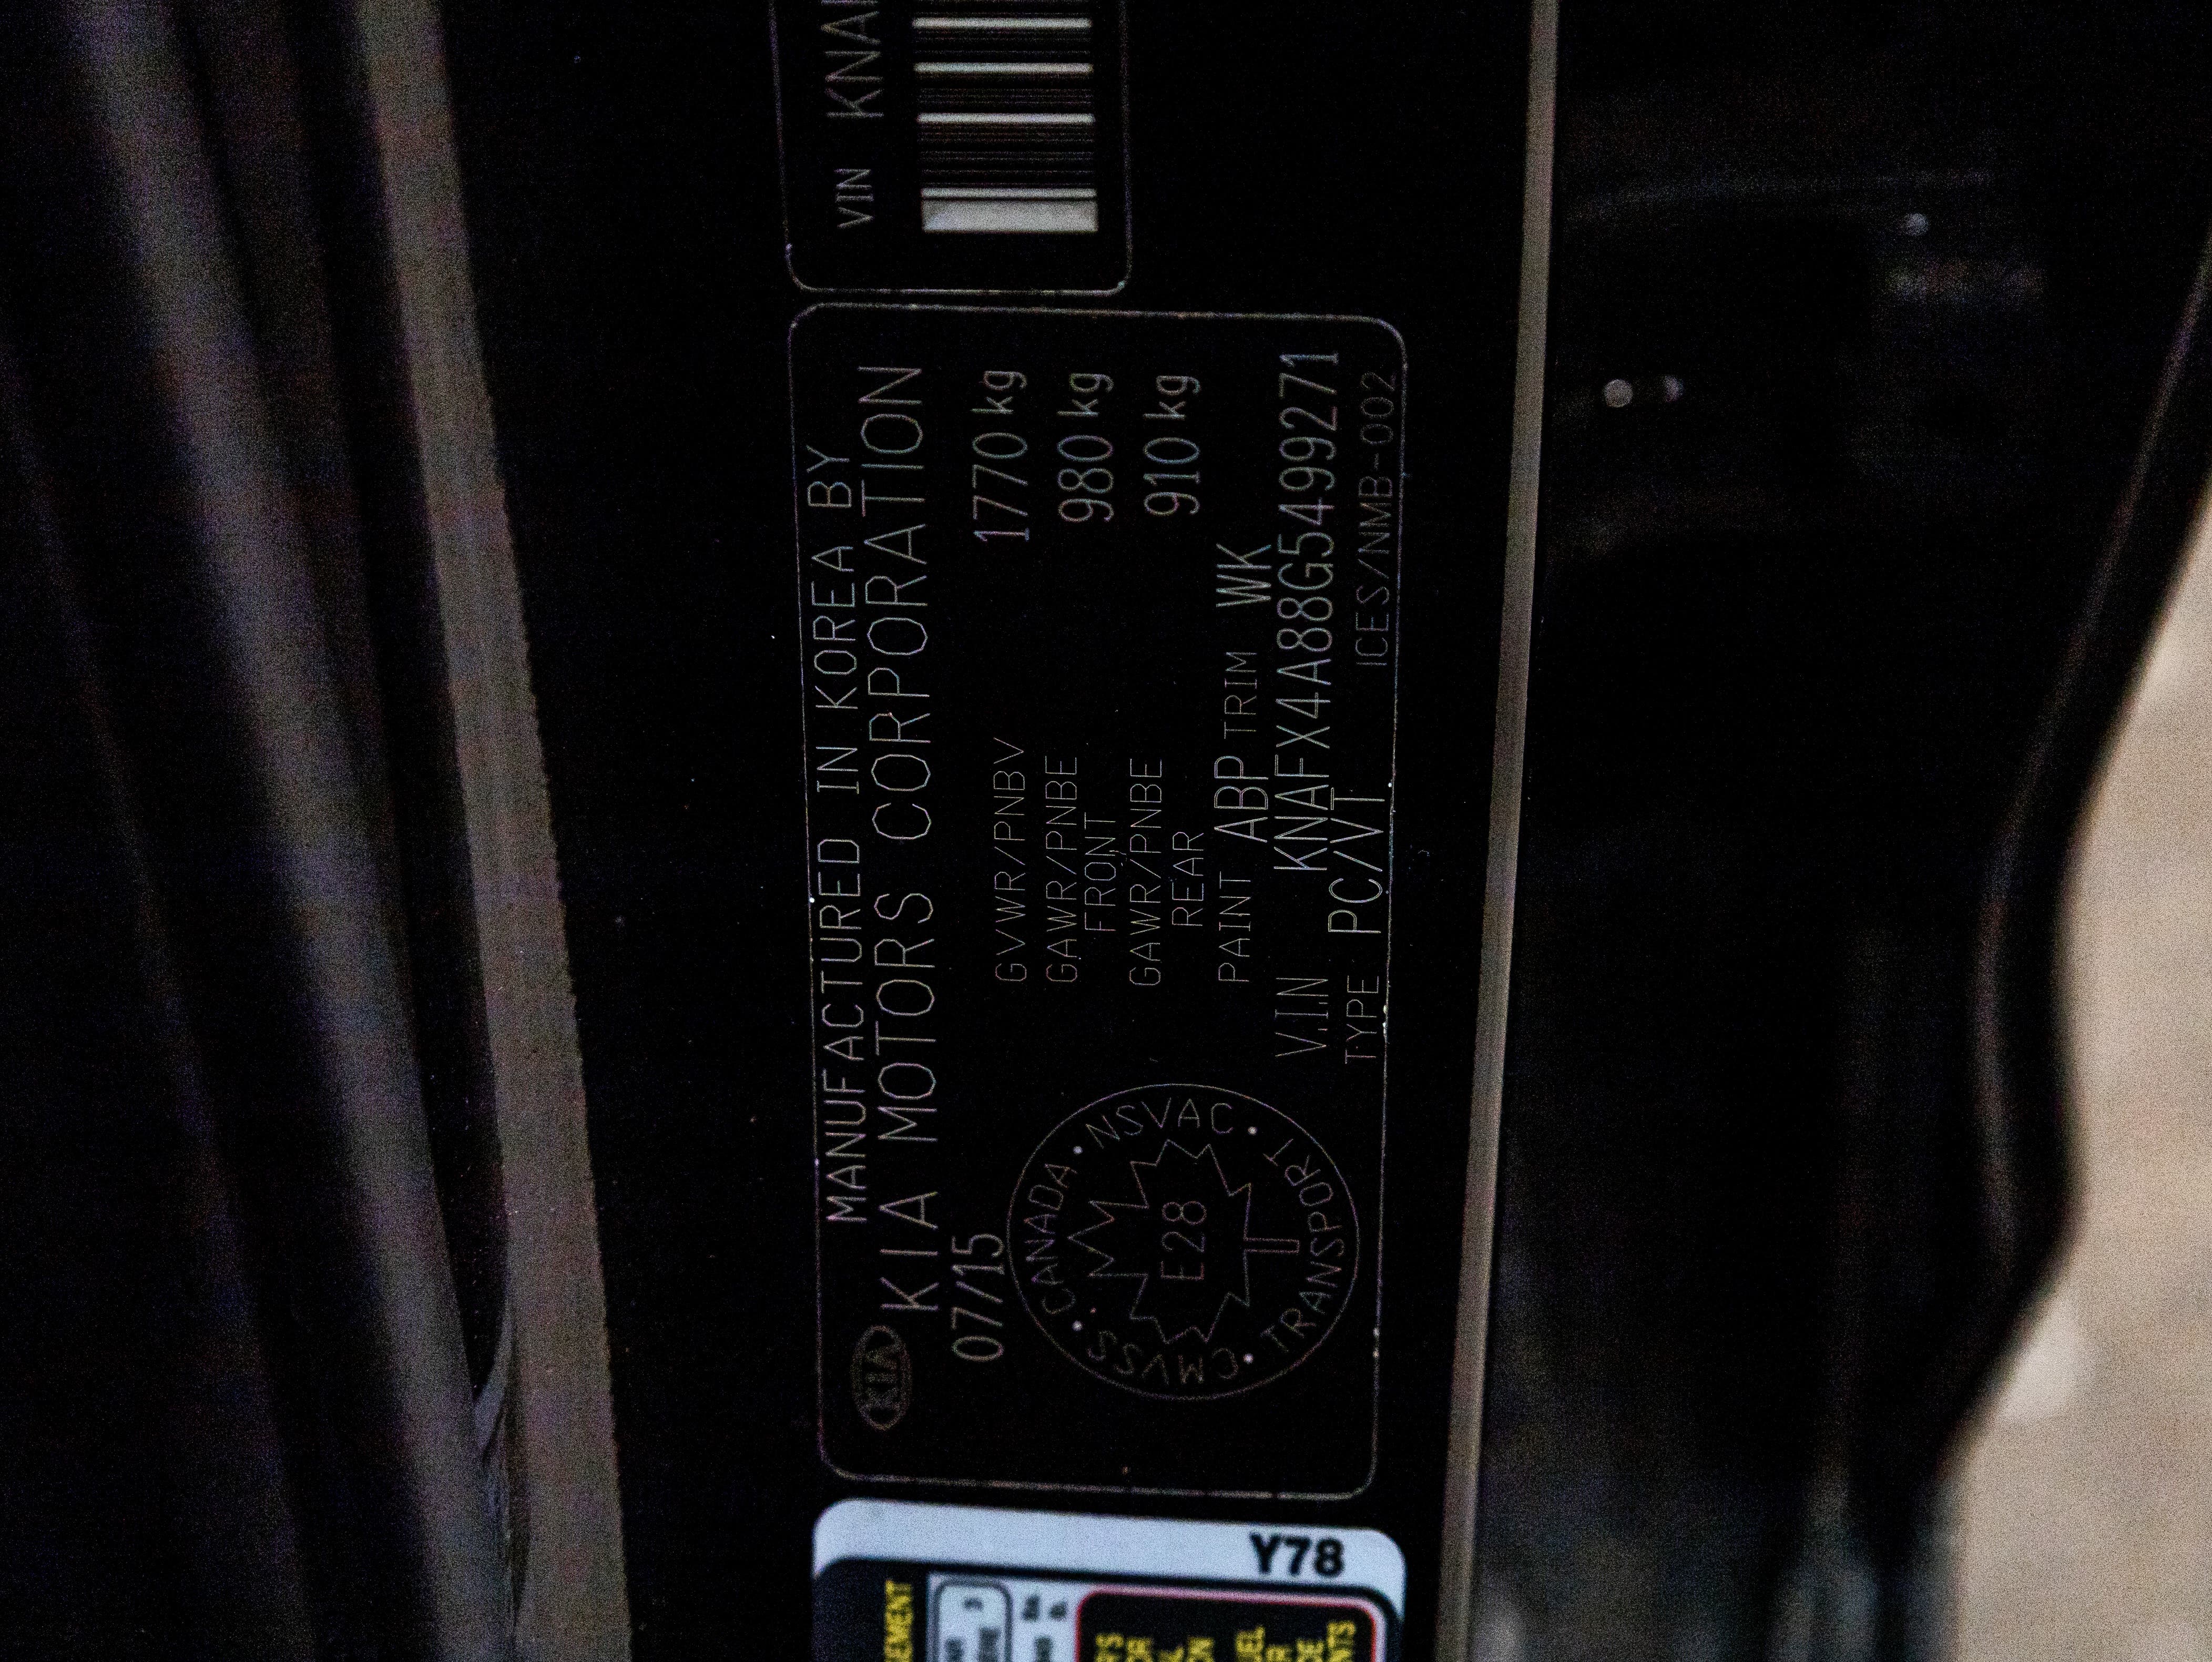 VIN KNA
MANUFACTURED IN KOREA BY
KIA KIA MOTORS CORPORATION
07/15
GVWR/PNBV 1770 kg
GAWR/PNBE 980 kg
FRONT
GAWR/PNBE 910 kg
REAR
PAINT ABP TRIM WK
V.I.N KNAFX4A88G5499271
TYPE PC/VT ICES/NMB-002
CANADA • NSVAC • TRANSPORT • CMVSS •
E28
Y78